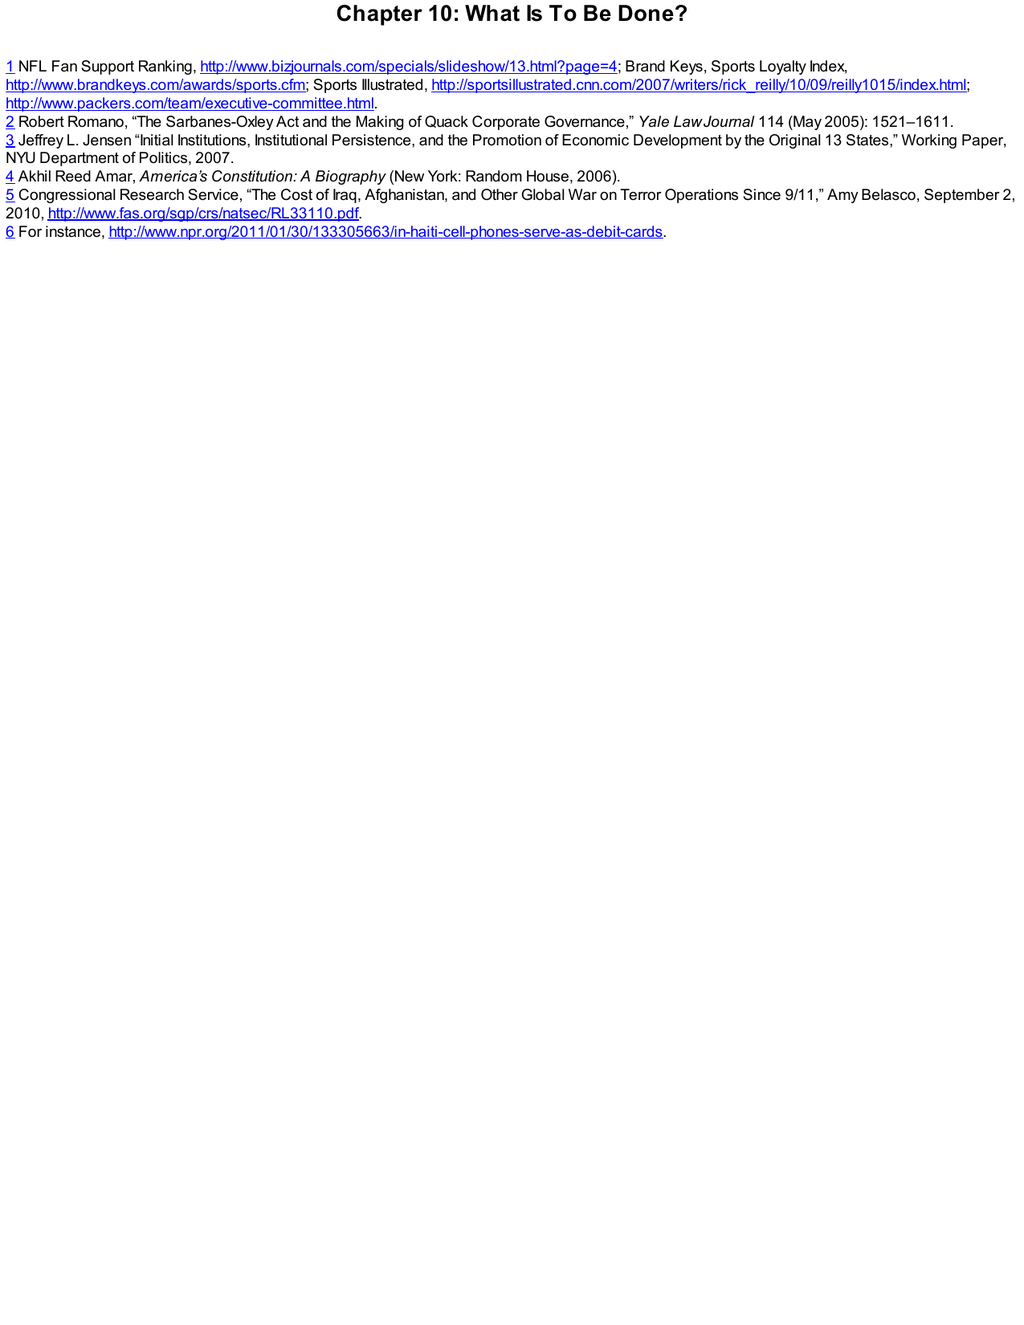 Chapter 10: What Is To Be Done?
1 NFL Fan Support Ranking, http://www.bizjournals.com/specials/slideshow/13.html?page=4; Brand Keys, Sports Loyalty Index,
http://www.brandkeys.com/awards/sports.cfm; Sports Illustrated, http://sportsillustrated.cnn.com/2007/writers/rick_reilly/10/09/reilly1015/index.html;
http://www.packers.com/team/executive-committee.html.
2 Robert Romano, “The Sarbanes-Oxley Act and the Making of Quack Corporate Governance,” Yale Law Journal 114 (May 2005): 1521–1611.
3 Jeffrey L. Jensen “Initial Institutions, Institutional Persistence, and the Promotion of Economic Development by the Original 13 States,” Working Paper,
NYU Department of Politics, 2007.
4 Akhil Reed Amar, America’s Constitution: A Biography (New York: Random House, 2006).
5 Congressional Research Service, “The Cost of Iraq, Afghanistan, and Other Global War on Terror Operations Since 9/11,” Amy Belasco, September 2,
2010, http://www.fas.org/sgp/crs/natsec/RL33110.pdf.
6 For instance, http://www.npr.org/2011/01/30/133305663/in-haiti-cell-phones-serve-as-debit-cards.